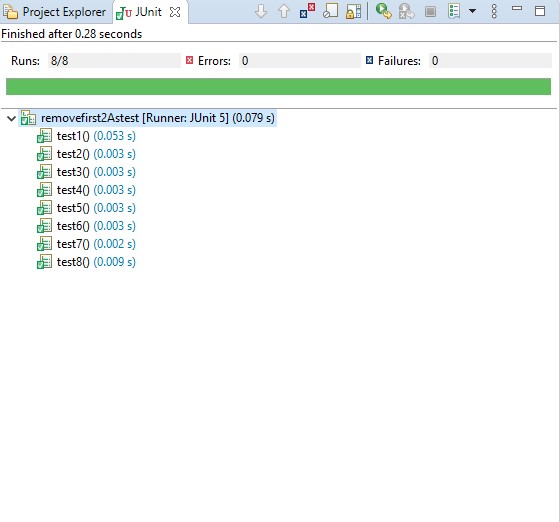 Project Explorer JUnit
Finished after 0.28 seconds
Runs: 8/8 Errors: 0 Failures: 0
removefirst2Astest [Runner: JUnit 5] (0.079 s)
test1() (0.053 s)
test2() (0.003 s)
test3() (0.003 s)
test4() (0.003 s)
test5() (0.003 s)
test6() (0.003 s)
test7() (0.002 s)
test8() (0.009 s)